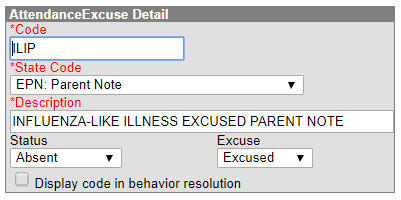 AttendanceExcuse Detail
*Code
ILIP
*State Code
EPN: Parent Note
*Description
INFLUENZA-LIKE ILLNESS EXCUSED PARENT NOTE
Status Excuse
Absent Excused
Display code in behavior resolution